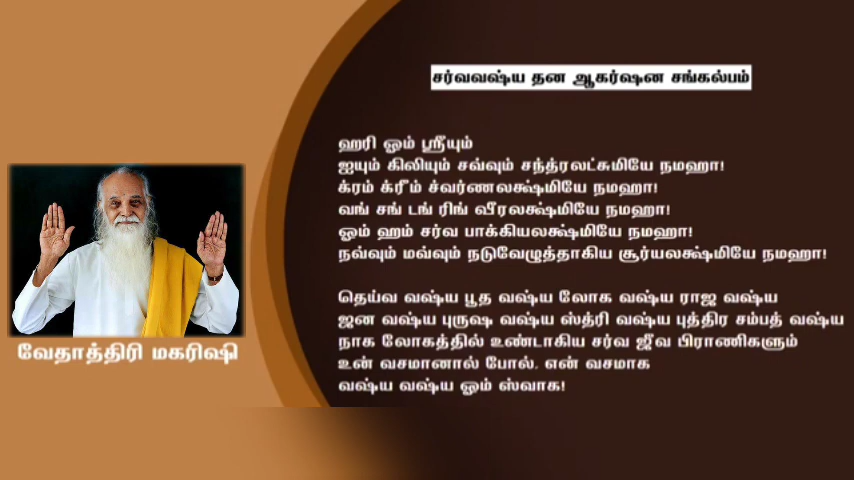 சர்வவஷ்ய தன ஆகர்ஷன சங்கல்பம்
ஹரி ஓம் ஸ்ரீயும்
ஐயும் கிலியும் சவ்வும் சந்த்ரலட்சுமியே நமஹா!
க்ரம் க்ரீம் ச்வர்ணலக்ஷ்மியே நமஹா!
வங் சங் டங் ரிங் வீரலக்ஷ்மியே நமஹா!
ஓம் ஹம் சர்வ பாக்கியலக்ஷ்மியே நமஹா!
நவ்வும் மவ்வும் நடுவேழுத்தாகிய சூர்யலக்ஷ்மியே நமஹா!
தெய்வ வஷ்ய பூத வஷ்ய லோக வஷ்ய ராஜ வஷ்ய
ஜன வஷ்ய புருஷ வஷ்ய ஸ்த்ரி வஷ்ய புத்திர சம்பத் வஷ்ய
நாக லோகத்தில் உண்டாகிய சர்வ ஜீவ பிராணிகளும்
உன் வசமானால் போல், என் வசமாக
வஷ்ய வஷ்ய ஓம் ஸ்வாக!
வேதாத்திரி மகரிஷி